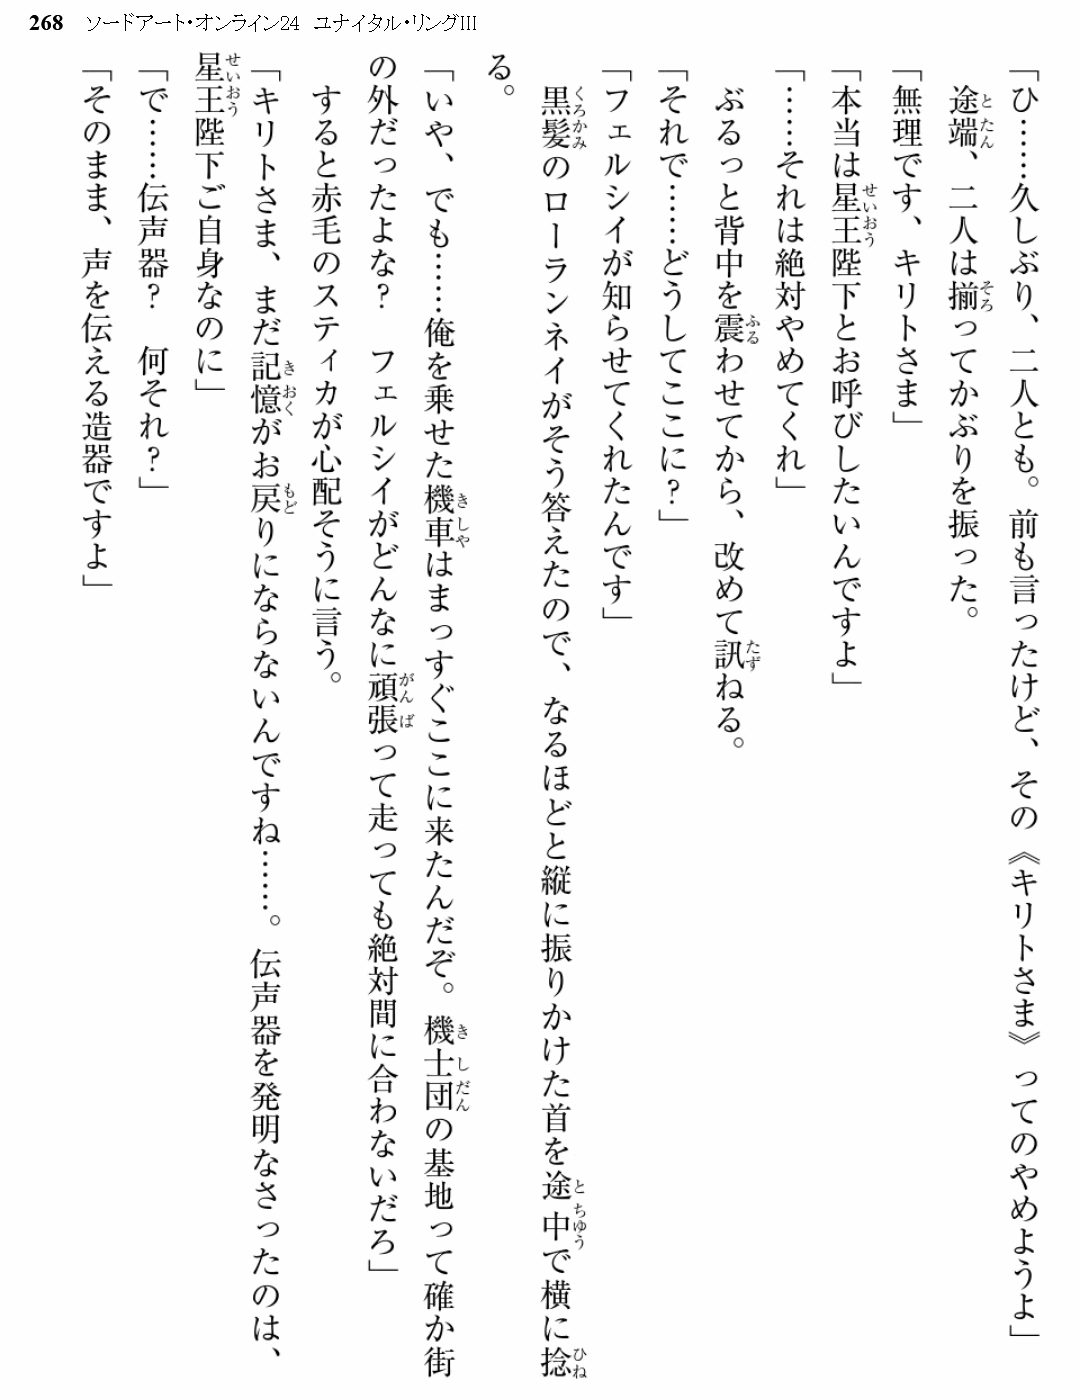 268 ソードアート・オンライン24 ユナイタル・リングIII
「ひ……久しぶり、二人とも。前も言ったけど、その《キリトさま》ってのやめようよ」
途端、二人は揃ってかぶりを振った。
「無理です、キリトさま」
「本当は星王陛下とお呼びしたいんですよ」
「……それは絶対やめてくれ」
ぶるっと背中を震わせてから、改めて訊ねる。
「それで……どうしてここに?」
「フェルシイが知らせてくれたんです」
黒髪のローランネイがそう答えたので、なるほどと縦に振りかけた首を途中で横に捻
る。
「いや、でも……俺を乗せた機車はまっすぐここに来たんだぞ。機士団の基地って確か街
の外だったよな? フェルシイがどんなに頑張って走っても絶対間に合わないだろ」
すると赤毛のスティカが心配そうに言う。
「キリトさま、まだ記憶がお戻りにならないんですね……。伝声器を発明なさったのは、
星王陛下ご自身なのに」
「で……伝声器? 何それ?」
「そのまま、声を伝える造器ですよ」